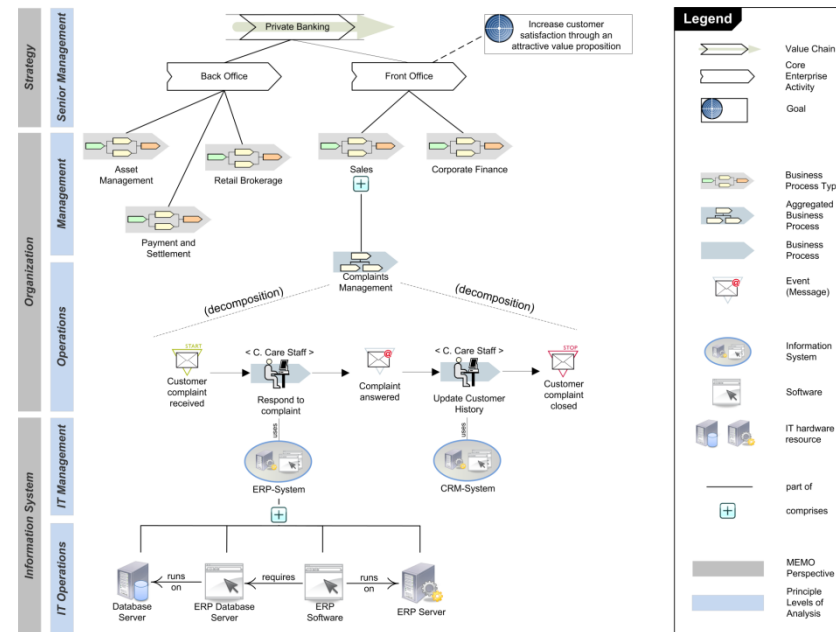 Strategy
Senior Management
Private Banking
Increase customer
satisfaction through an
attractive value proposition
Back Office
Front Office
Organization
Management
Asset
Management
Retail Brokerage
Sales
Corporate Finance
Payment and
Settlement
Complaints
Management
Operations
(decomposition)
(decomposition)
START
< C. Care Staff >
@
< C. Care Staff >
STOP
Customer
complaint
received
Respond to
complaint
Complaint
answered
Update Customer
History
Customer
complaint
closed
Information System
IT Management
uses
uses
ERP-System
CRM-System
IT Operations
runs
on
requires
runs
on
Database
Server
ERP Database
Server
ERP
Software
ERP Server
Legend
Value Chain
Core
Enterprise
Activity
Goal
Business
Process Typ
Aggregated
Business
Process
Business
Process
@
Event
(Message)
Information
System
Software
IT hardware
resource
part of
comprises
MEMO
Perspective
Principle
Levels of
Analysis